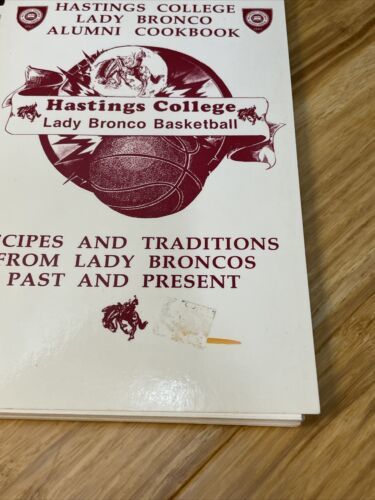 HASTINGS COLLEGE
LADY BRONCO
ALUMNI COOKBOOK
Hastings College
Lady Bronco Basketball
ECIPES AND TRADITIONS
FROM LADY BRONCOS
PAST AND PRESENT